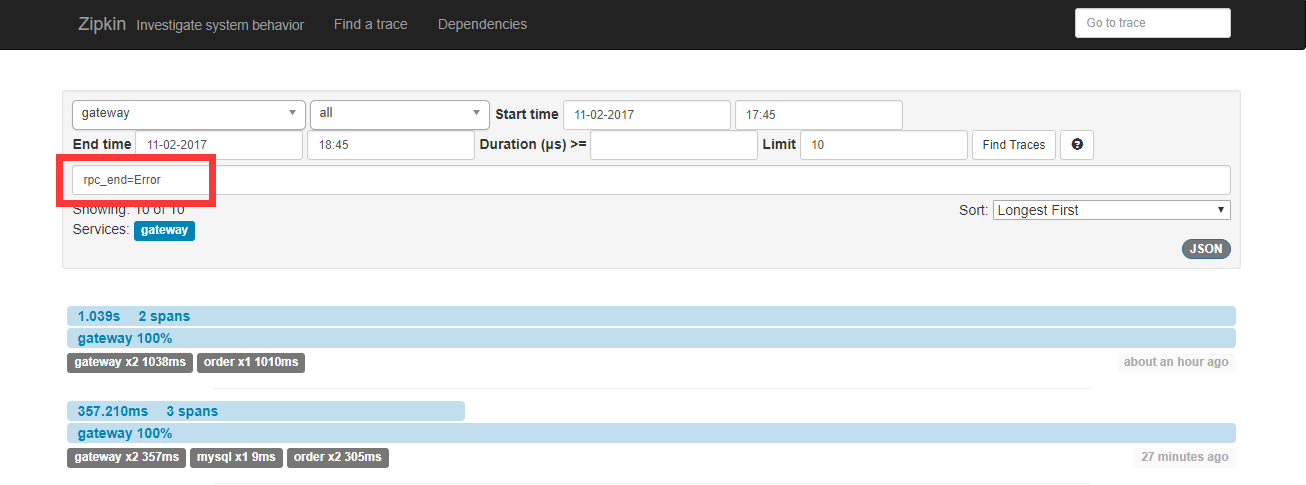 Zipkin Investigate system behavior Find a trace Dependencies Go to trace
gateway all Start time 11-02-2017 17:45
End time 11-02-2017 18:45 Duration (μs) >= Limit 10 Find Traces ?
rpc_end=Error
Showing: 10 of 10 Sort: Longest First
Services: gateway
JSON
1.039s 2 spans
gateway 100%
gateway x2 1038ms order x1 1010ms about an hour ago
357.210ms 3 spans
gateway 100%
gateway x2 357ms mysql x1 9ms order x2 305ms 27 minutes ago